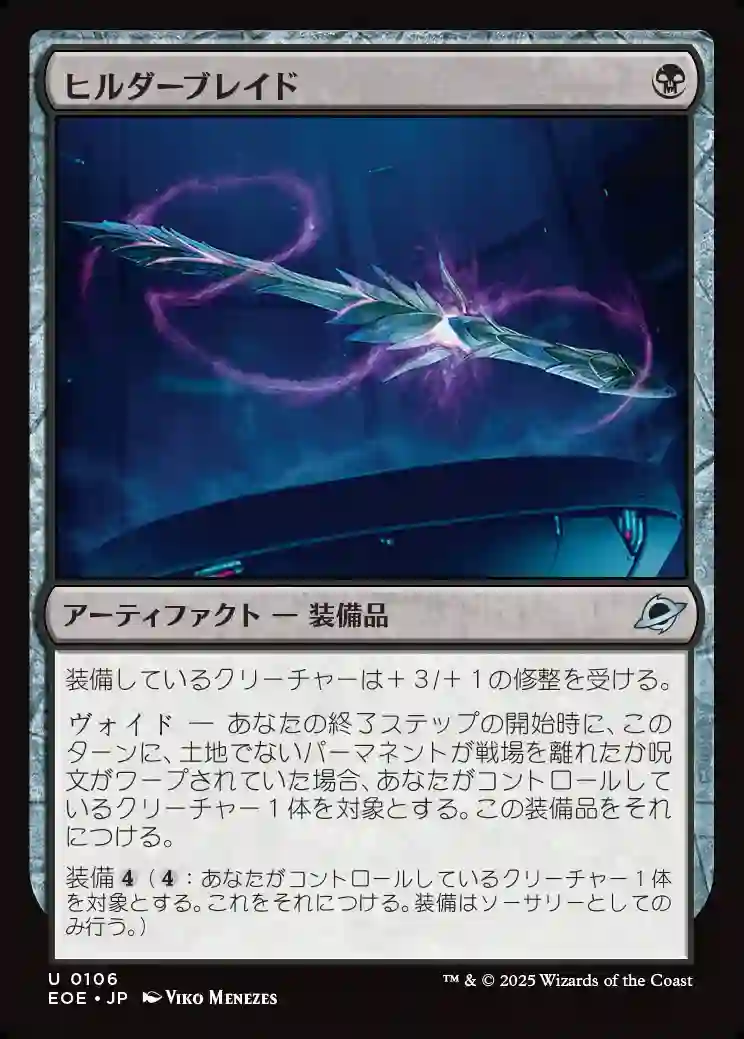 ヒルダーブレイド
アーティファクト — 装備品
装備しているクリーチャーは＋３/＋１の修整を受ける。
ヴォイド — あなたの終了ステップの開始時に、この
ターンに、土地でないパーマネントが戦場を離れたか呪
文がワープされていた場合、あなたがコントロールして
いるクリーチャー１体を対象とする。この装備品をそれ
につける。
装備 4（ 4：あなたがコントロールしているクリーチャー１体
を対象とする。これをそれにつける。装備はソーサリーとしての
み行う。）
U 0106
EOE • JP Viko Menezes
™ & © 2025 Wizards of the Coast